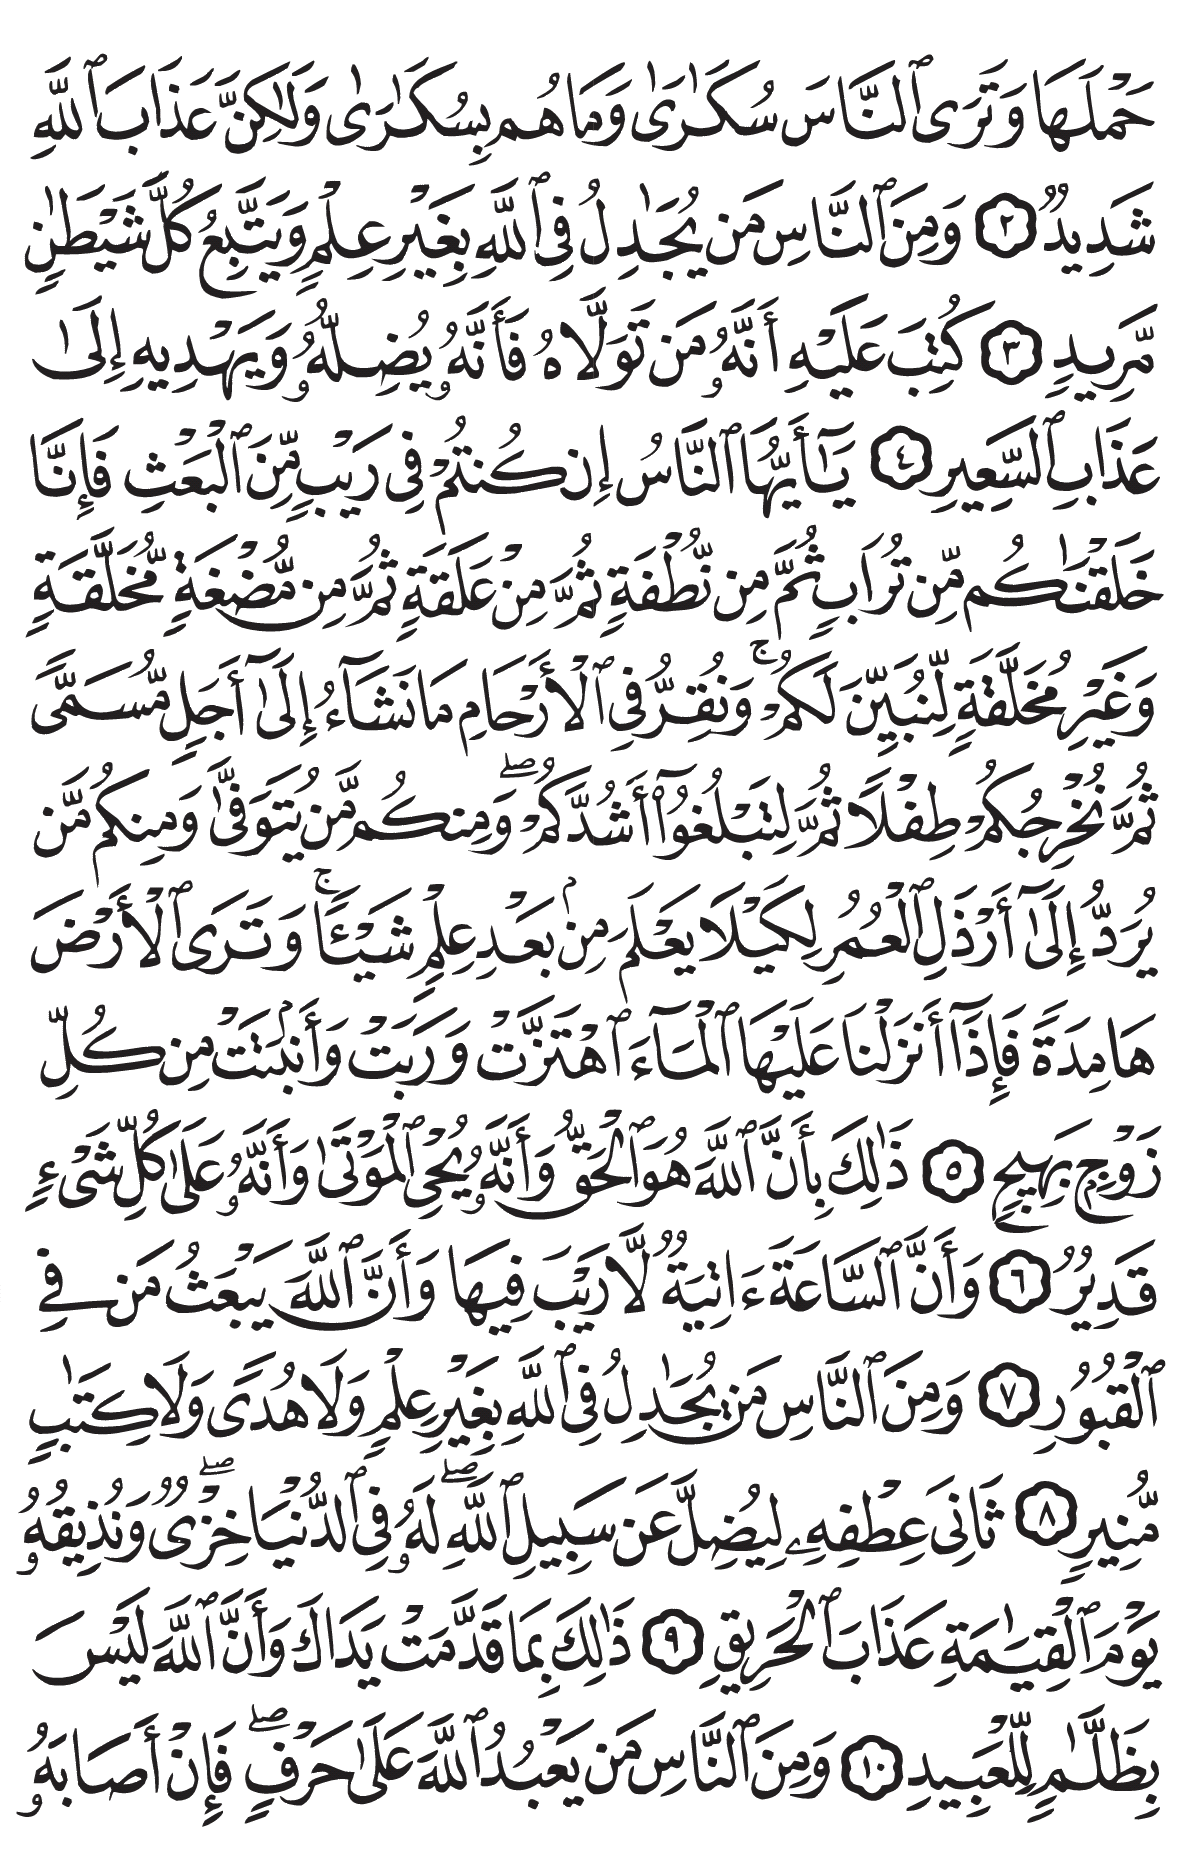 حَمْلَهَا وَتَرَى ٱلنَّاسَ سُكَـٰرَىٰ وَمَا هُم بِسُكَـٰرَىٰ وَلَـٰكِنَّ عَذَابَ ٱللَّهِ
شَدِيدٌ ٢ وَمِنَ ٱلنَّاسِ مَن يُجَـٰدِلُ فِى ٱللَّهِ بِغَيْرِ عِلْمٍ وَيَتَّبِعُ كُلَّ شَيْطَـٰنٍ
مَّرِيدٍ ٣ كُتِبَ عَلَيْهِ أَنَّهُۥ مَن تَوَلَّاهُ فَأَنَّهُۥ يُضِلُّهُۥ وَيَهْدِيهِ إِلَىٰ
عَذَابِ ٱلسَّعِيرِ ٤ يَـٰٓأَيُّهَا ٱلنَّاسُ إِن كُنتُمْ فِى رَيْبٍ مِّنَ ٱلْبَعْثِ فَإِنَّا
خَلَقْنَـٰكُم مِّن تُرَابٍ ثُمَّ مِن نُّطْفَةٍ ثُمَّ مِنْ عَلَقَةٍ ثُمَّ مِن مُّضْغَةٍ مُّخَلَّقَةٍ
وَغَيْرِ مُخَلَّقَةٍ لِّنُبَيِّنَ لَكُمْ ۚ وَنُقِرُّ فِى ٱلْأَرْحَامِ مَا نَشَآءُ إِلَىٰٓ أَجَلٍ مُّسَمًّى
ثُمَّ نُخْرِجُكُمْ طِفْلًا ثُمَّ لِتَبْلُغُوٓا۟ أَشُدَّكُمْ ۖ وَمِنكُم مَّن يُتَوَفَّىٰ وَمِنكُم مَّن
يُرَدُّ إِلَىٰٓ أَرْذَلِ ٱلْعُمُرِ لِكَيْلَا يَعْلَمَ مِنۢ بَعْدِ عِلْمٍ شَيْـًٔا ۚ وَتَرَى ٱلْأَرْضَ
هَامِدَةً فَإِذَآ أَنزَلْنَا عَلَيْهَا ٱلْمَآءَ ٱهْتَزَّتْ وَرَبَتْ وَأَنۢبَتَتْ مِن كُلِّ
زَوْجٍۭ بَهِيجٍ ٥ ذَٰلِكَ بِأَنَّ ٱللَّهَ هُوَ ٱلْحَقُّ وَأَنَّهُۥ يُحْىِ ٱلْمَوْتَىٰ وَأَنَّهُۥ عَلَىٰ كُلِّ شَىْءٍ
قَدِيرٌ ٦ وَأَنَّ ٱلسَّاعَةَ ءَاتِيَةٌ لَّا رَيْبَ فِيهَا وَأَنَّ ٱللَّهَ يَبْعَثُ مَن فِى
ٱلْقُبُورِ ٧ وَمِنَ ٱلنَّاسِ مَن يُجَـٰدِلُ فِى ٱللَّهِ بِغَيْرِ عِلْمٍ وَلَا هُدًى وَلَا كِتَـٰبٍ
مُّنِيرٍ ٨ ثَانِىَ عِطْفِهِۦ لِيُضِلَّ عَن سَبِيلِ ٱللَّهِ ۖ لَهُۥ فِى ٱلدُّنْيَا خِزْىٌ ۖ وَنُذِيقُهُۥ
يَوْمَ ٱلْقِيَـٰمَةِ عَذَابَ ٱلْحَرِيقِ ٩ ذَٰلِكَ بِمَا قَدَّمَتْ يَدَاكَ وَأَنَّ ٱللَّهَ لَيْسَ
بِظَلَّـٰمٍ لِّلْعَبِيدِ ١٠ وَمِنَ ٱلنَّاسِ مَن يَعْبُدُ ٱللَّهَ عَلَىٰ حَرْفٍ ۖ فَإِنْ أَصَابَهُۥ